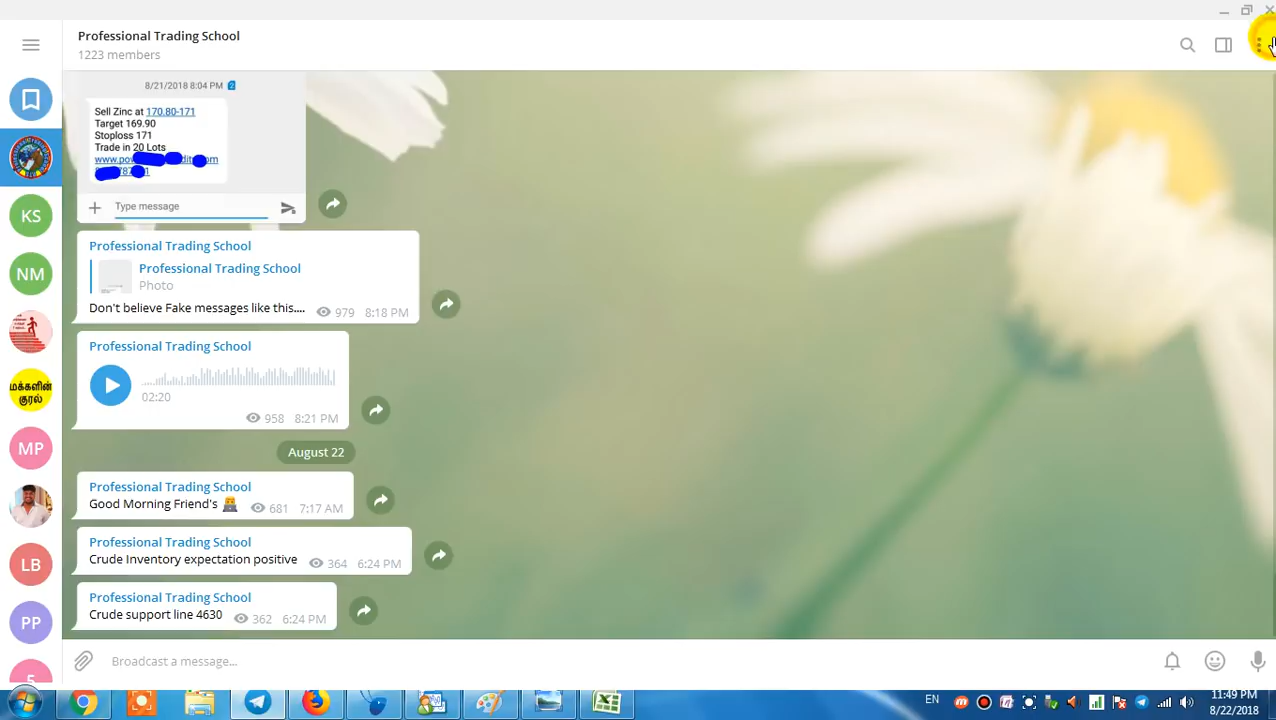 Professional Trading School
1223 members
8/21/2018 8:04 PM 2
Sell Zinc at 170.80-171
Target 169.90
Stoploss 171
Trade in 20 Lots
Type message
Professional Trading School
Professional Trading School
Photo
Don't believe Fake messages like this.... 979 8:18 PM
Professional Trading School
02:20
958 8:21 PM
August 22
Professional Trading School
Good Morning Friend's 681 7:17 AM
Professional Trading School
Crude Inventory expectation positive 364 6:24 PM
Professional Trading School
Crude support line 4630 362 6:24 PM
Broadcast a message...
KS
NM
மக்களின்
குரல்
MP
LB
PP
EN
11:49 PM
8/22/2018